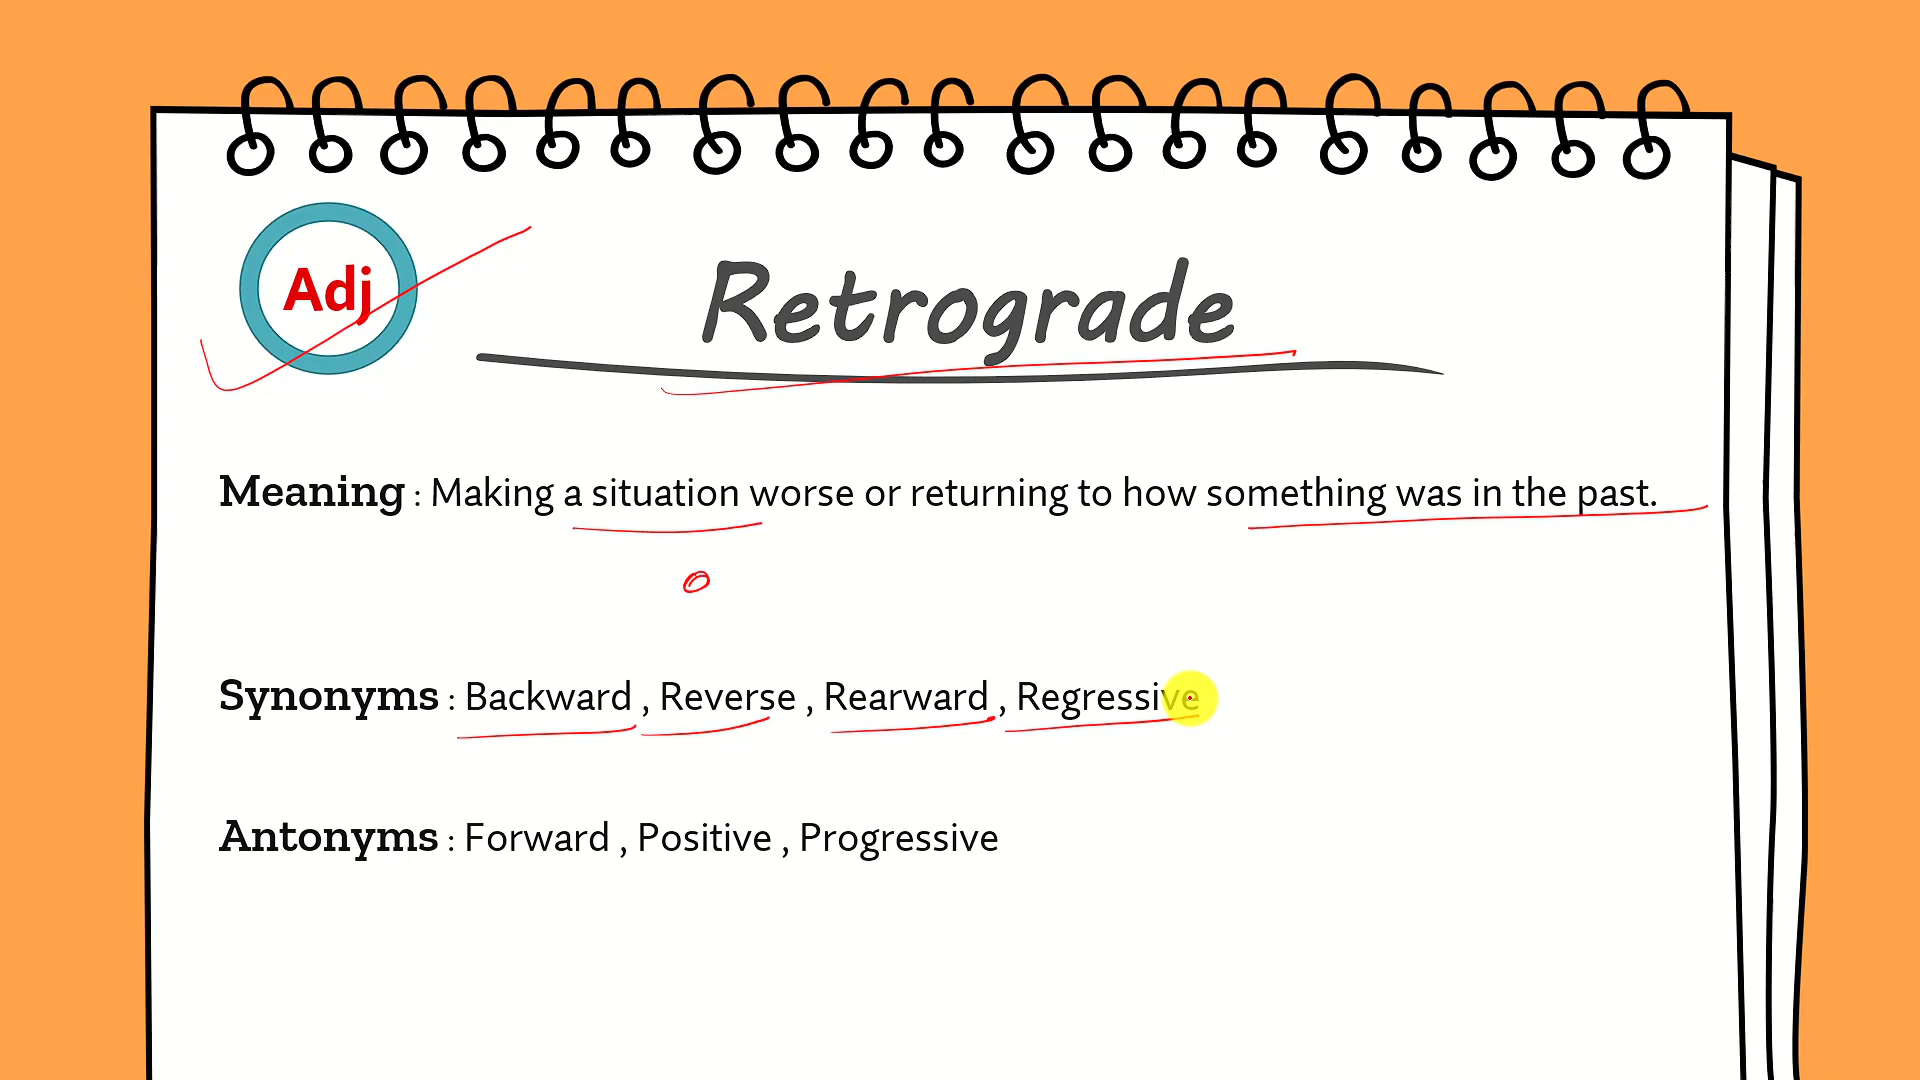 Adj
Retrograde
Meaning : Making a situation worse or returning to how something was in the past.
Synonyms : Backward , Reverse , Rearward , Regressive
Antonyms : Forward , Positive , Progressive